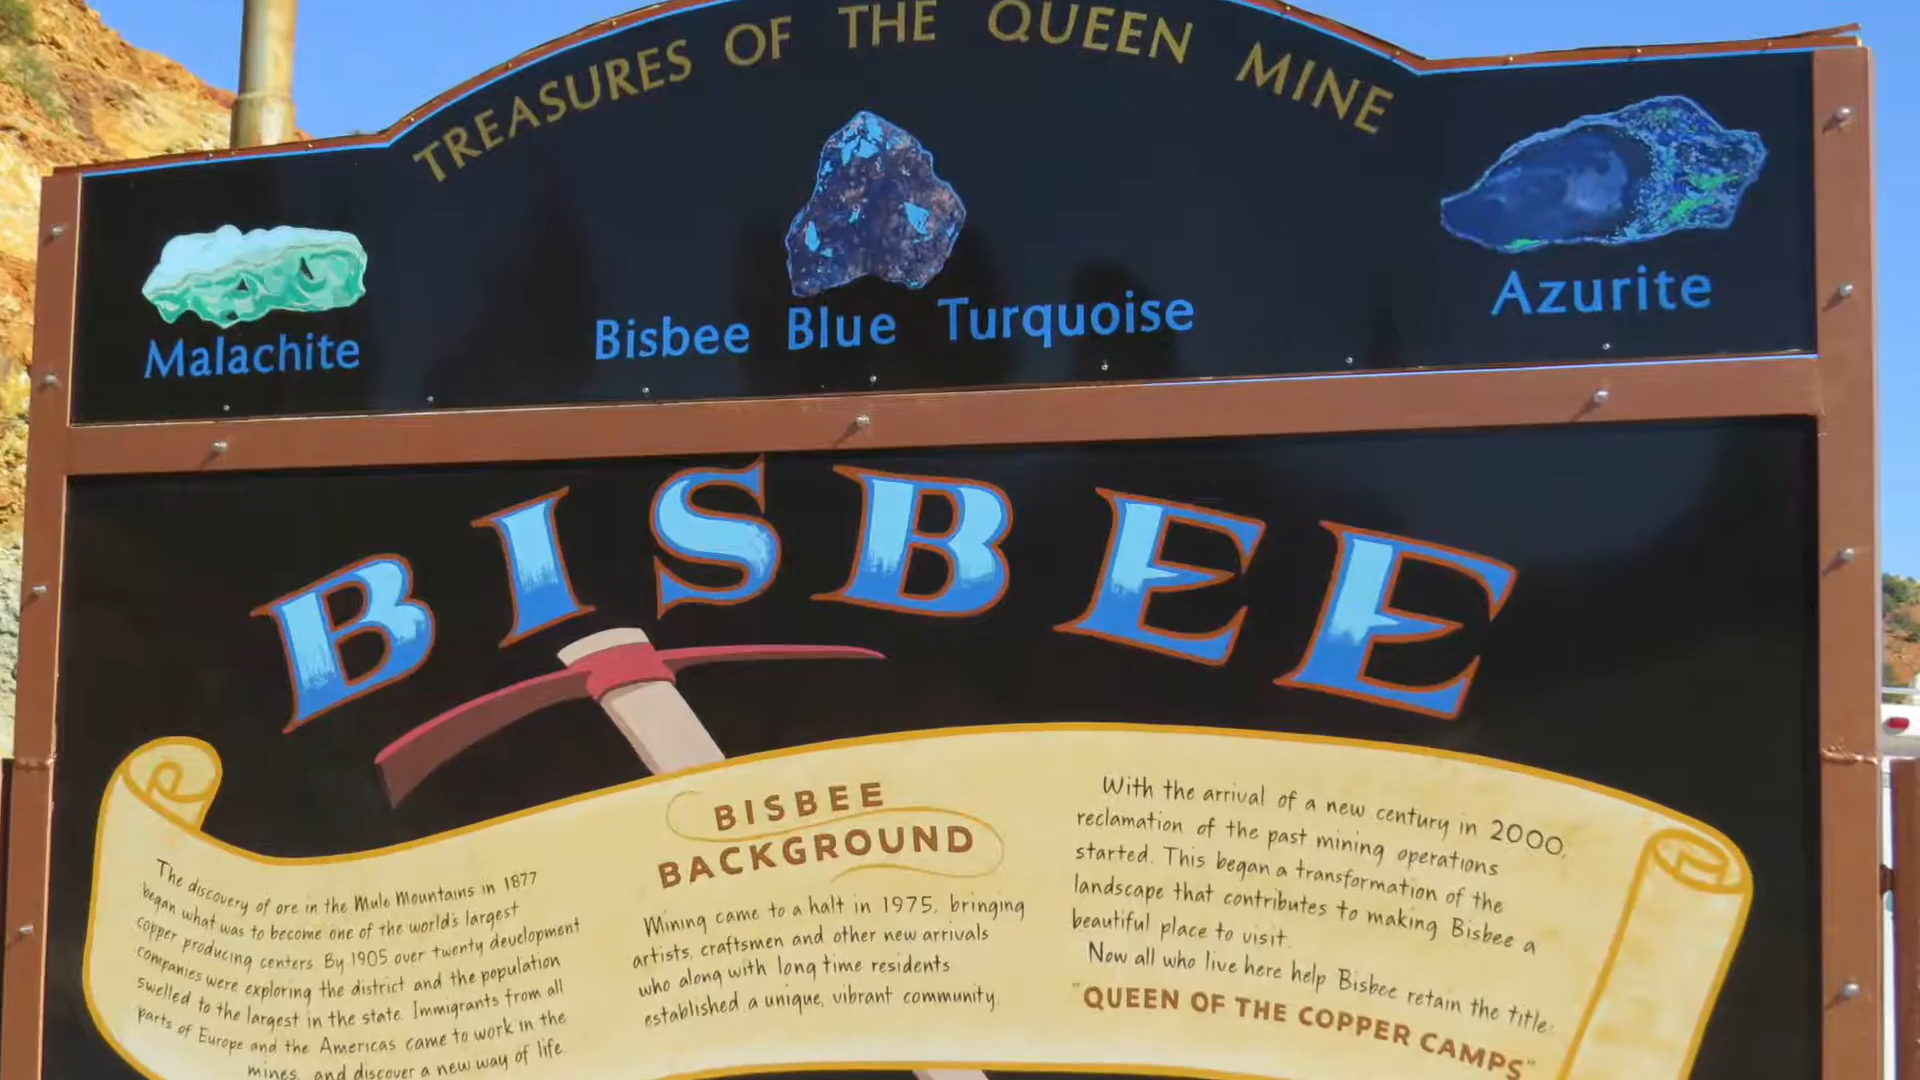 TREASURES OF THE QUEEN MINE
Malachite
Bisbee Blue Turquoise
Azurite
BISBEE
The discovery of ore in the Mule Mountains in 1877
began what was to become one of the world's largest
copper producing centers. By 1905 over twenty development
companies were exploring the district and the population
swelled to the largest in the state. Immigrants from all
parts of Europe and the Americas came to work in the
mines, and discover a new way of life.
BISBEE
BACKGROUND
Mining came to a halt in 1975, bringing
artists, craftsmen and other new arrivals
who along with long time residents
established a unique, vibrant community.
With the arrival of a new century in 2000,
reclamation of the past mining operations
started. This began a transformation of the
landscape that contributes to making Bisbee a
beautiful place to visit.
Now all who live here help Bisbee retain the title:
"QUEEN OF THE COPPER CAMPS"